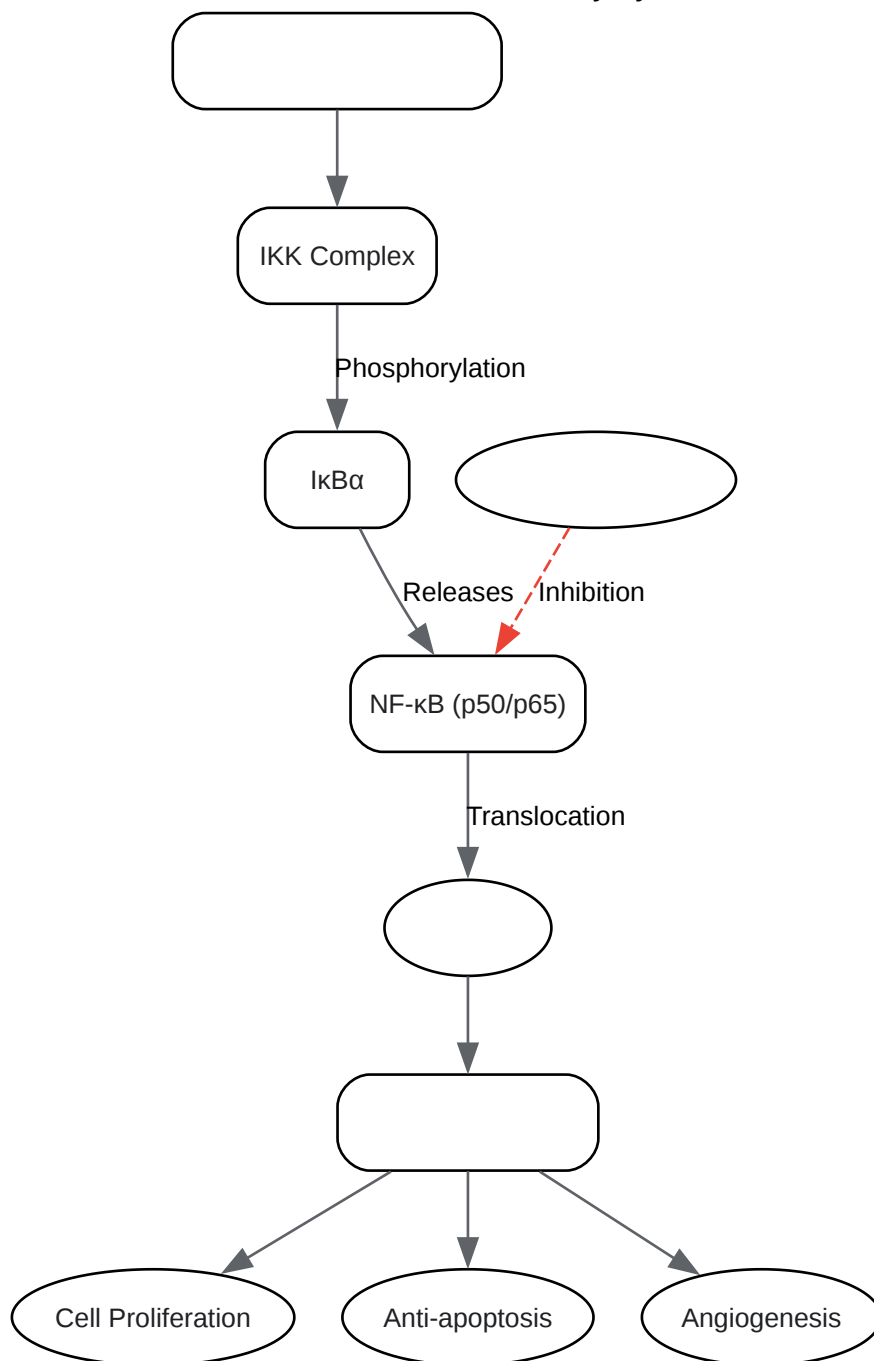 IKK Complex
Phosphorylation
IκBα
Releases
Inhibition
NF-κB (p50/p65)
Translocation
Cell Proliferation
Anti-apoptosis
Angiogenesis